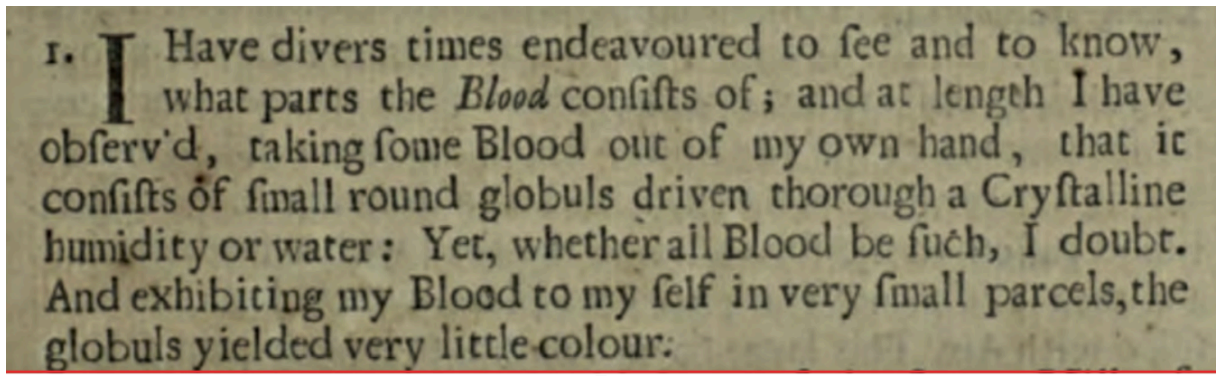 1. I Have divers times endeavoured to ſee and to know,
what parts the Blood conſiſts of; and at length I have
obſerv'd, taking ſome Blood out of my own hand, that it
conſiſts of ſmall round globuls driven thorough a Cryſtalline
humidity or water: Yet, whether all Blood be ſuch, I doubt.
And exhibiting my Blood to my ſelf in very ſmall parcels, the
globuls yielded very little colour.